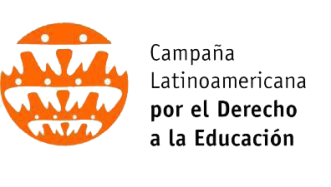 Campaña
Latinoamericana
por el Derecho
a la Educación